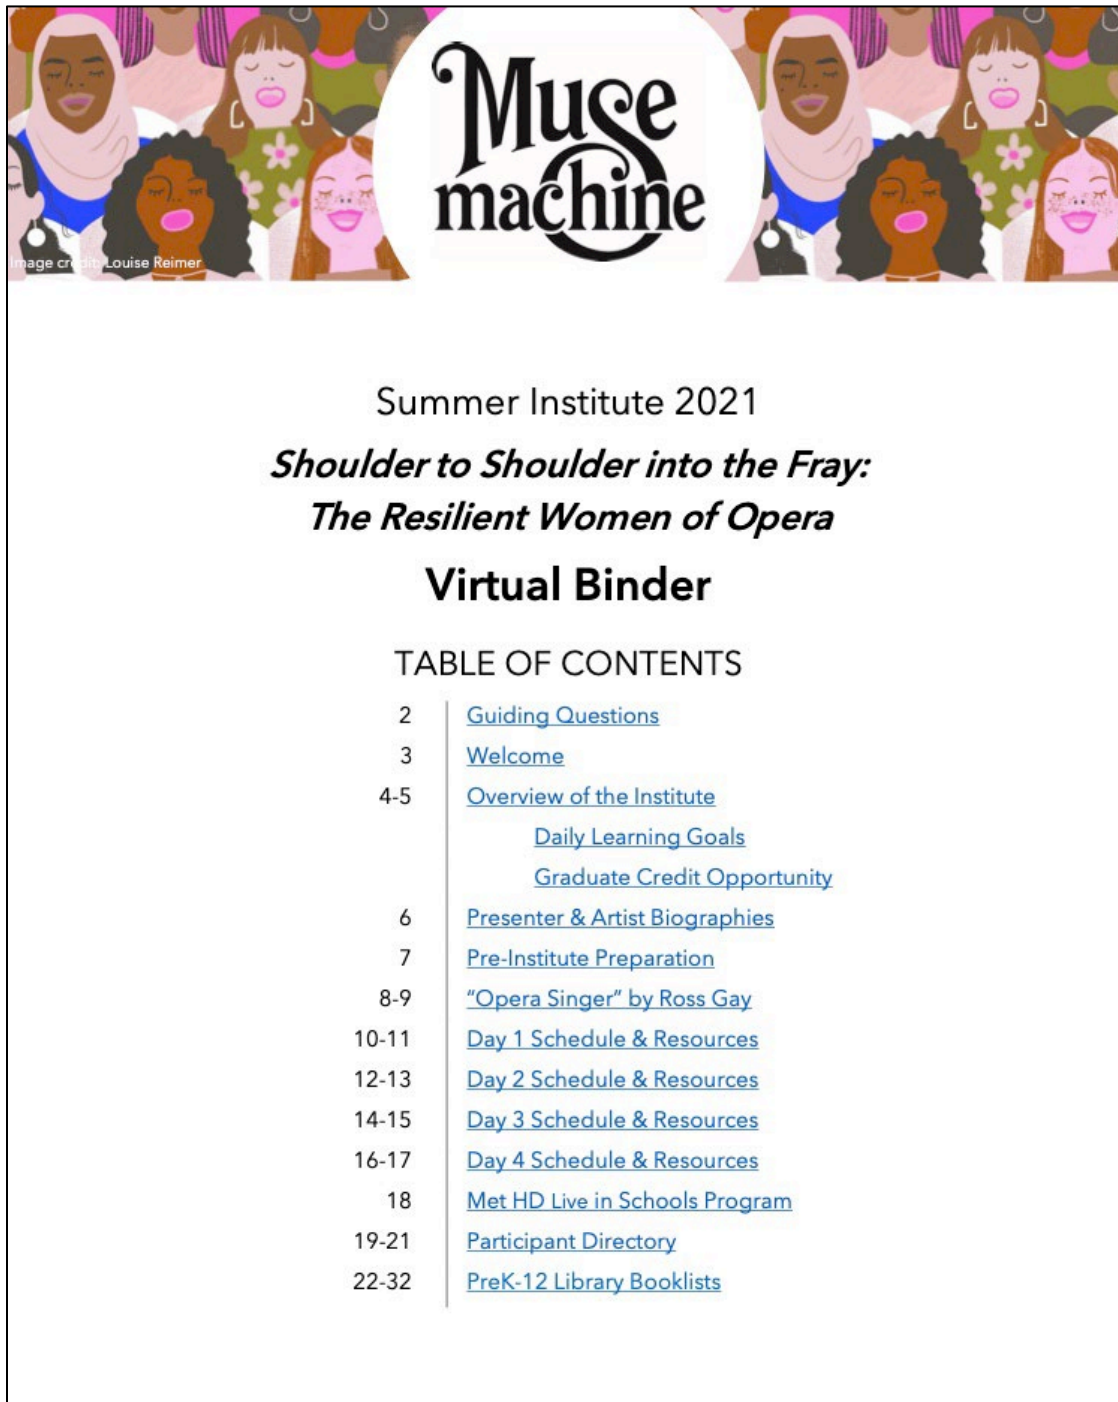 Muse
machine
Image credit: Louise Reimer
Summer Institute 2021
Shoulder to Shoulder into the Fray:
The Resilient Women of Opera
Virtual Binder
TABLE OF CONTENTS
2 Guiding Questions
3 Welcome
4-5 Overview of the Institute
Daily Learning Goals
Graduate Credit Opportunity
6 Presenter & Artist Biographies
7 Pre-Institute Preparation
8-9 “Opera Singer” by Ross Gay
10-11 Day 1 Schedule & Resources
12-13 Day 2 Schedule & Resources
14-15 Day 3 Schedule & Resources
16-17 Day 4 Schedule & Resources
18 Met HD Live in Schools Program
19-21 Participant Directory
22-32 PreK-12 Library Booklists